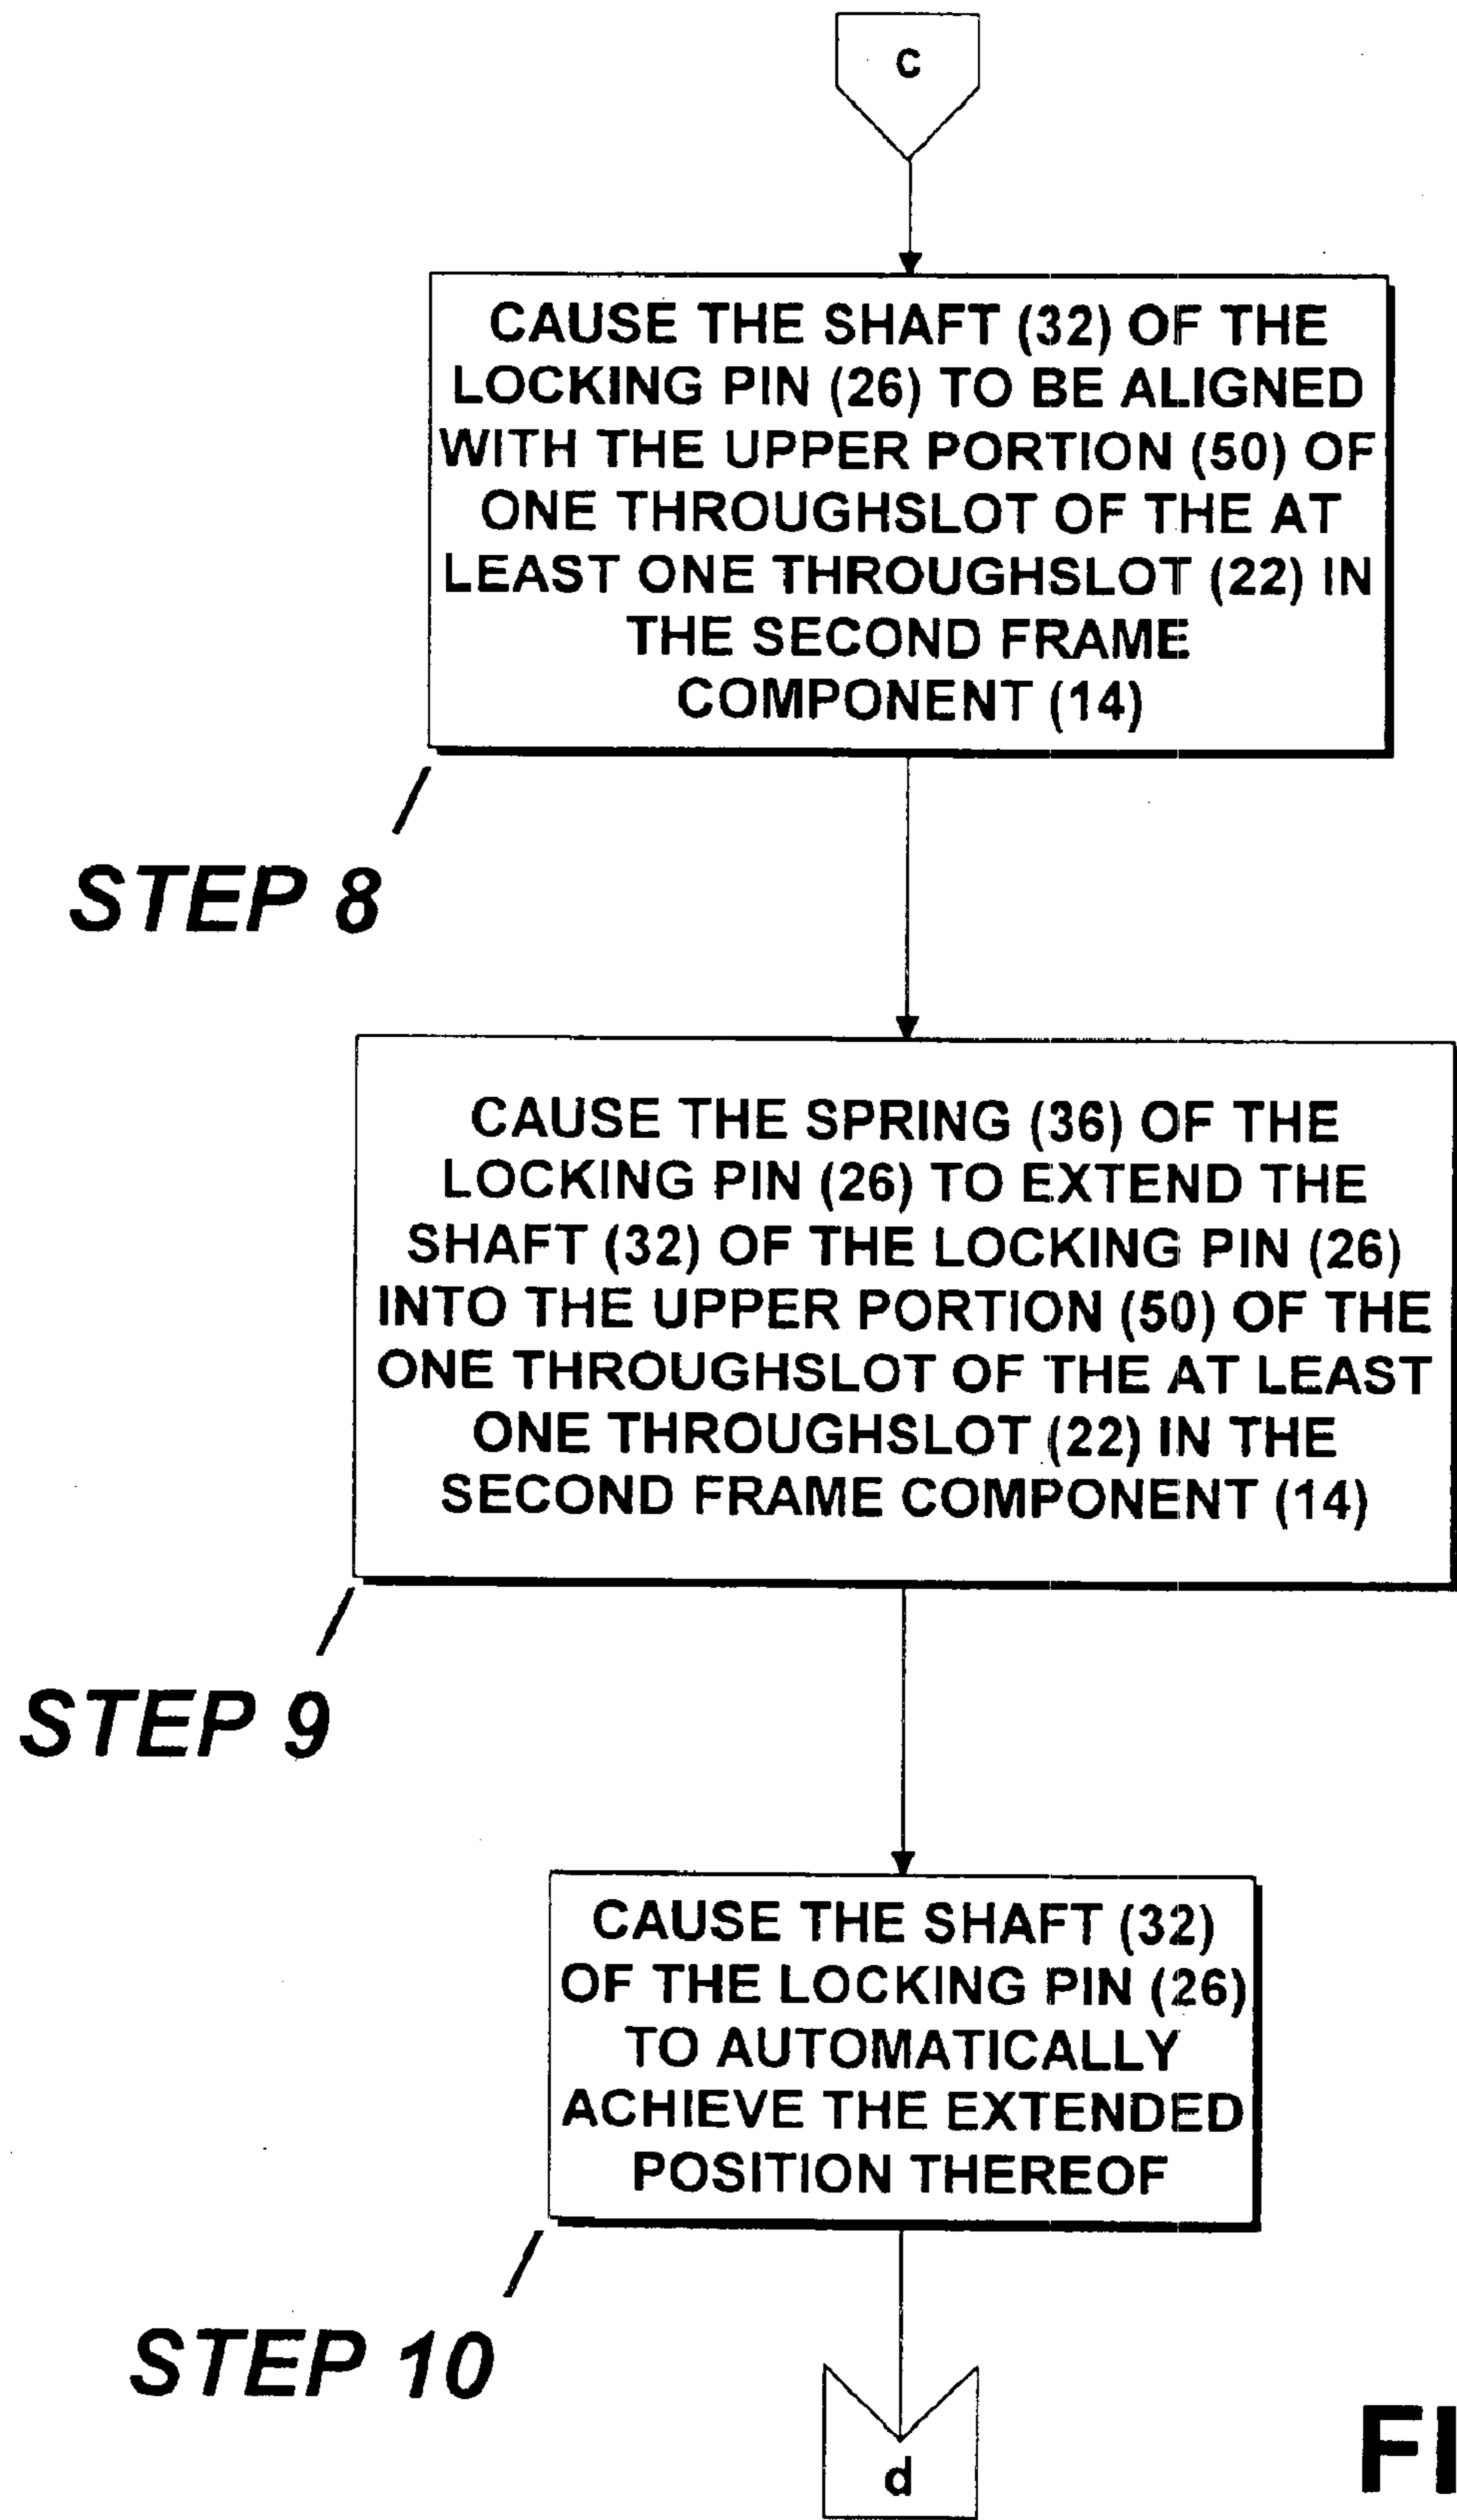 c
CAUSE THE SHAFT (32) OF THE
LOCKING PIN (26) TO BE ALIGNED
WITH THE UPPER PORTION (50) OF
ONE THROUGHSLOT OF THE AT
LEAST ONE THROUGHSLOT (22) IN
THE SECOND FRAME
COMPONENT (14)
STEP 8
CAUSE THE SPRING (36) OF THE
LOCKING PIN (26) TO EXTEND THE
SHAFT (32) OF THE LOCKING PIN (26)
INTO THE UPPER PORTION (50) OF THE
ONE THROUGHSLOT OF THE AT LEAST
ONE THROUGHSLOT (22) IN THE
SECOND FRAME COMPONENT (14)
STEP 9
CAUSE THE SHAFT (32)
OF THE LOCKING PIN (26)
TO AUTOMATICALLY
ACHIEVE THE EXTENDED
POSITION THEREOF
STEP 10
d